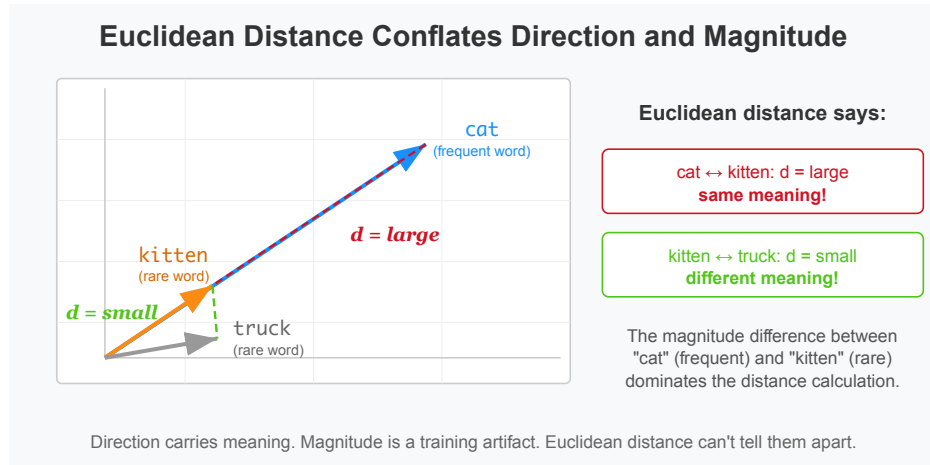 Euclidean Distance Conflates Direction and Magnitude
cat
(frequent word)
d = large
kitten
(rare word)
d = small
truck
(rare word)
Euclidean distance says:
cat ↔ kitten: d = large
same meaning!
kitten ↔ truck: d = small
different meaning!
The magnitude difference between
"cat" (frequent) and "kitten" (rare)
dominates the distance calculation.
Direction carries meaning. Magnitude is a training artifact. Euclidean distance can't tell them apart.